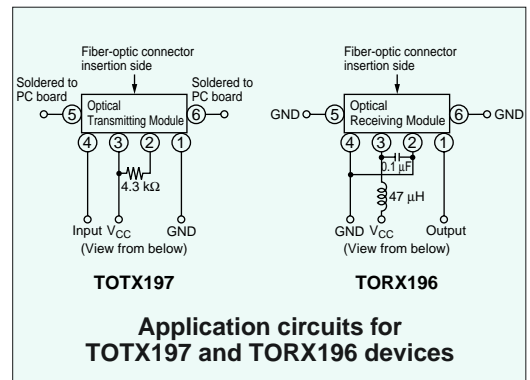 Fiber-optic connector
insertion side
Soldered to
PC board
Soldered to
PC board
Optical
Transmitting Module
5
6
4
3
2
1
4.3 kΩ
Input
VCC
GND
(View from below)
TOTX197
Fiber-optic connector
insertion side
GND
GND
Optical
Receiving Module
5
6
4
3
2
1
0.1 µF
47 µH
GND
VCC
Output
(View from below)
TORX196
Application circuits for
TOTX197 and TORX196 devices